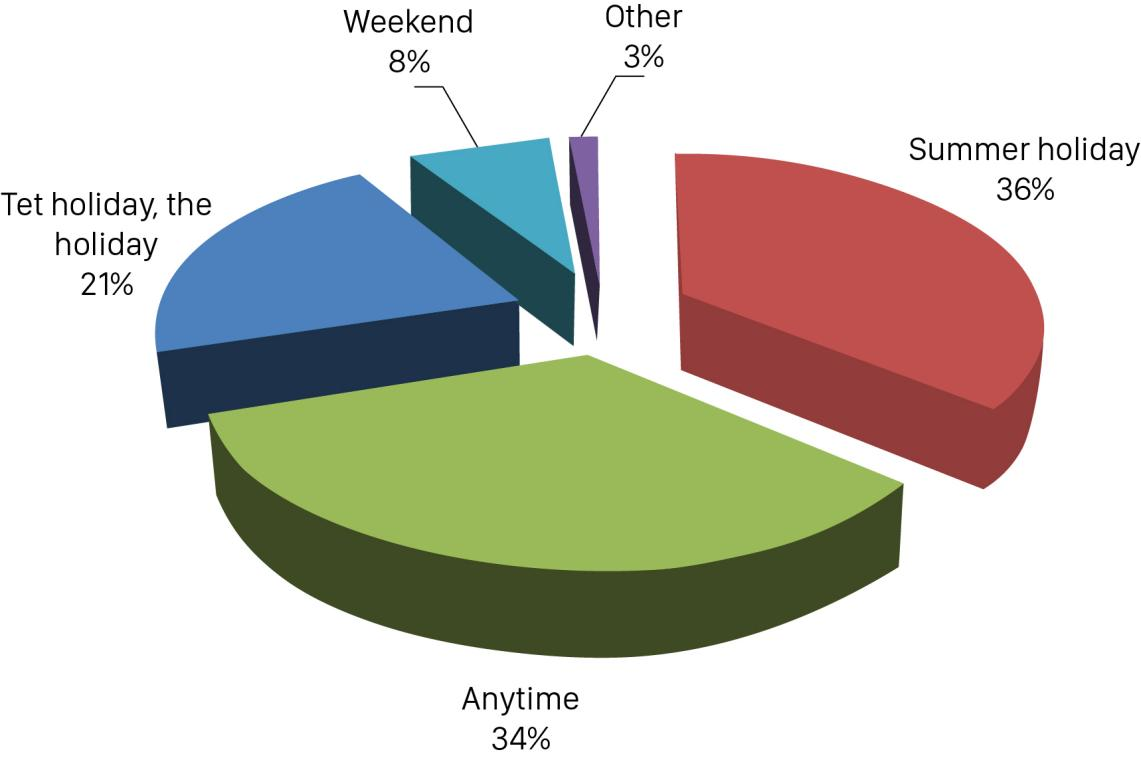 Weekend
8%
Other
3%
Summer holiday
36%
Tet holiday, the
holiday
21%
Anytime
34%